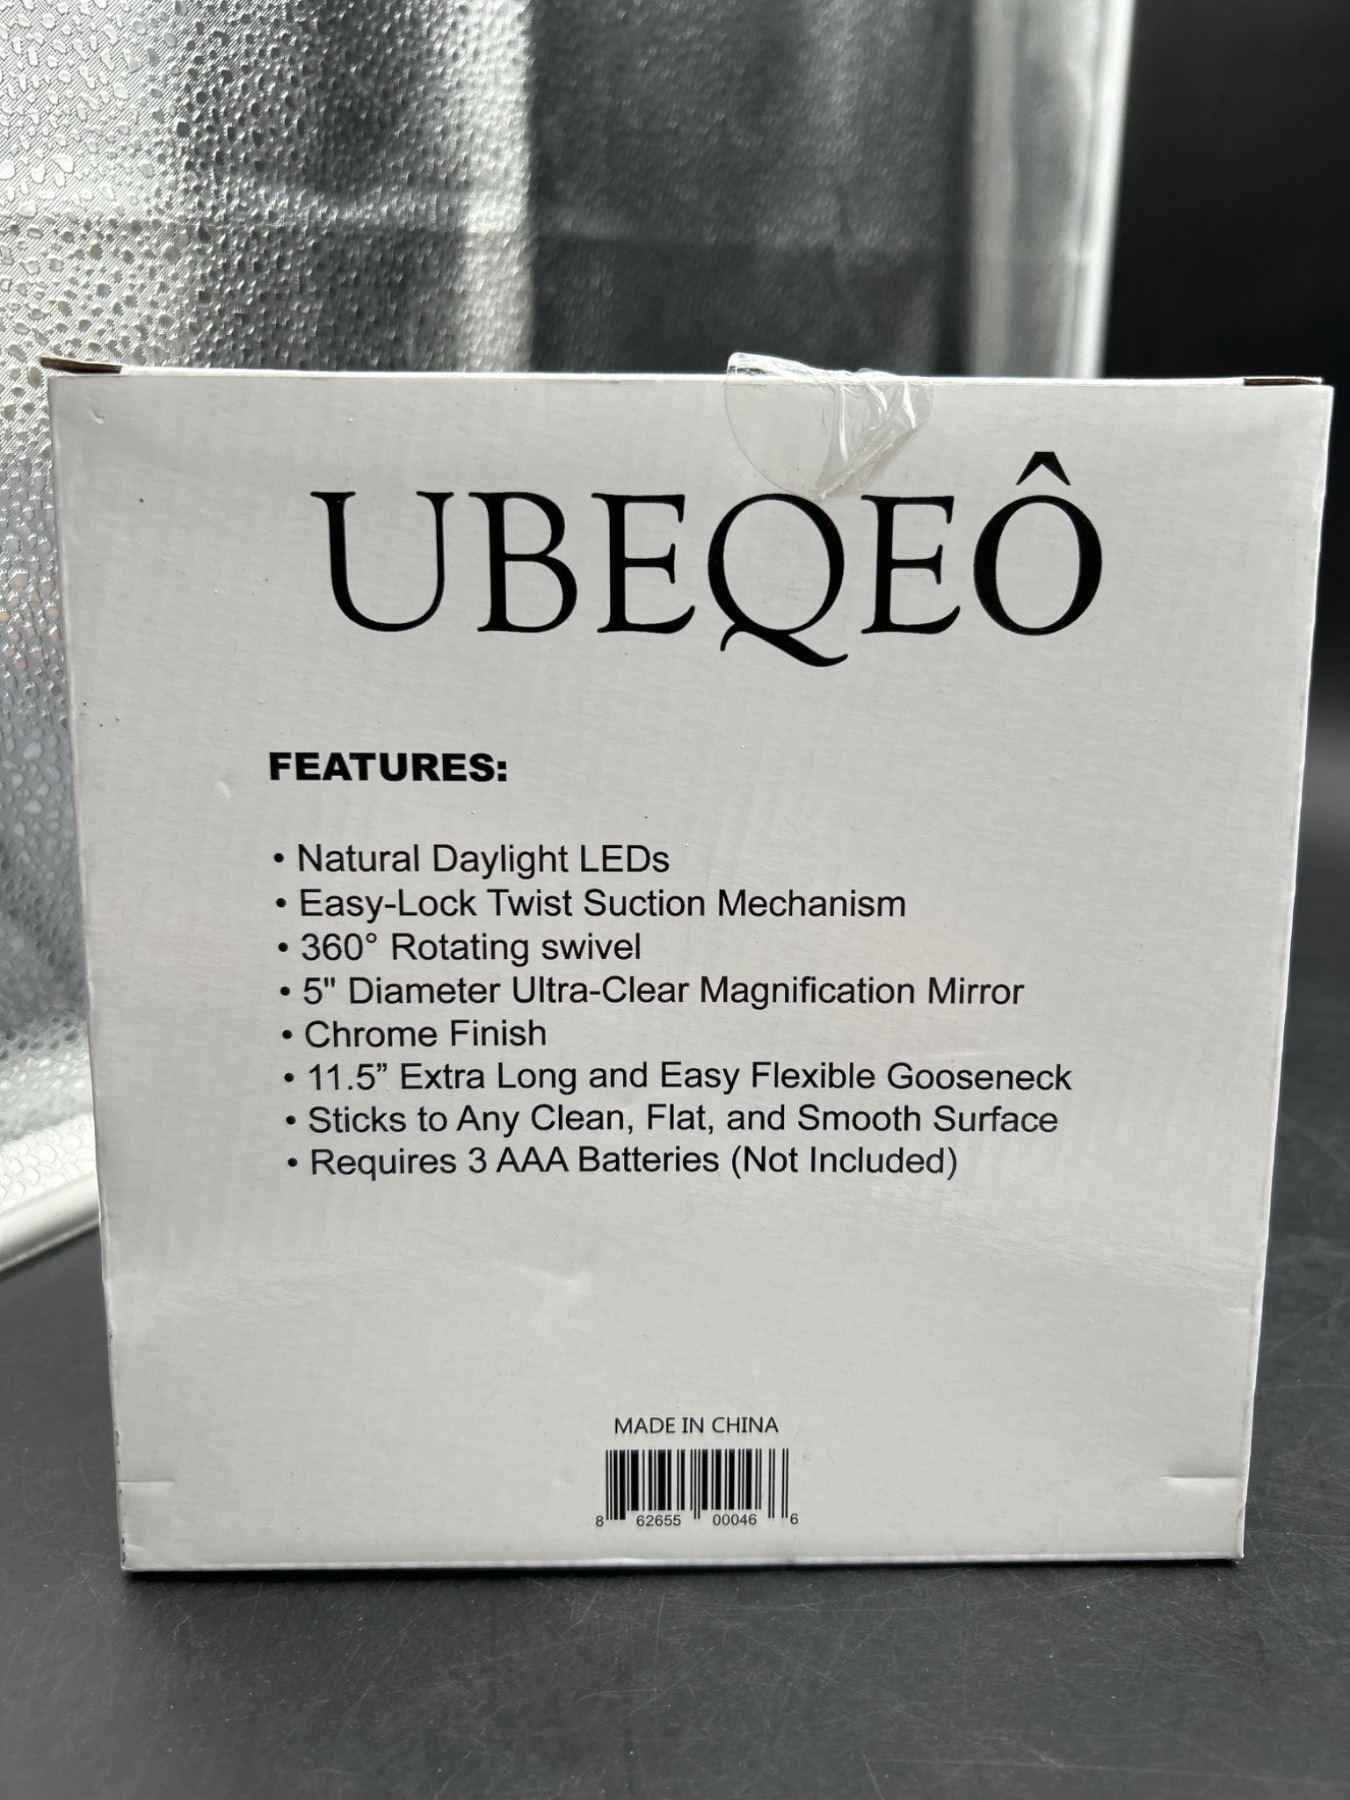 UBEQEÔ
FEATURES:
• Natural Daylight LEDs
• Easy-Lock Twist Suction Mechanism
• 360° Rotating swivel
• 5" Diameter Ultra-Clear Magnification Mirror
• Chrome Finish
• 11.5” Extra Long and Easy Flexible Gooseneck
• Sticks to Any Clean, Flat, and Smooth Surface
• Requires 3 AAA Batteries (Not Included)
MADE IN CHINA
8 62655 00046 6